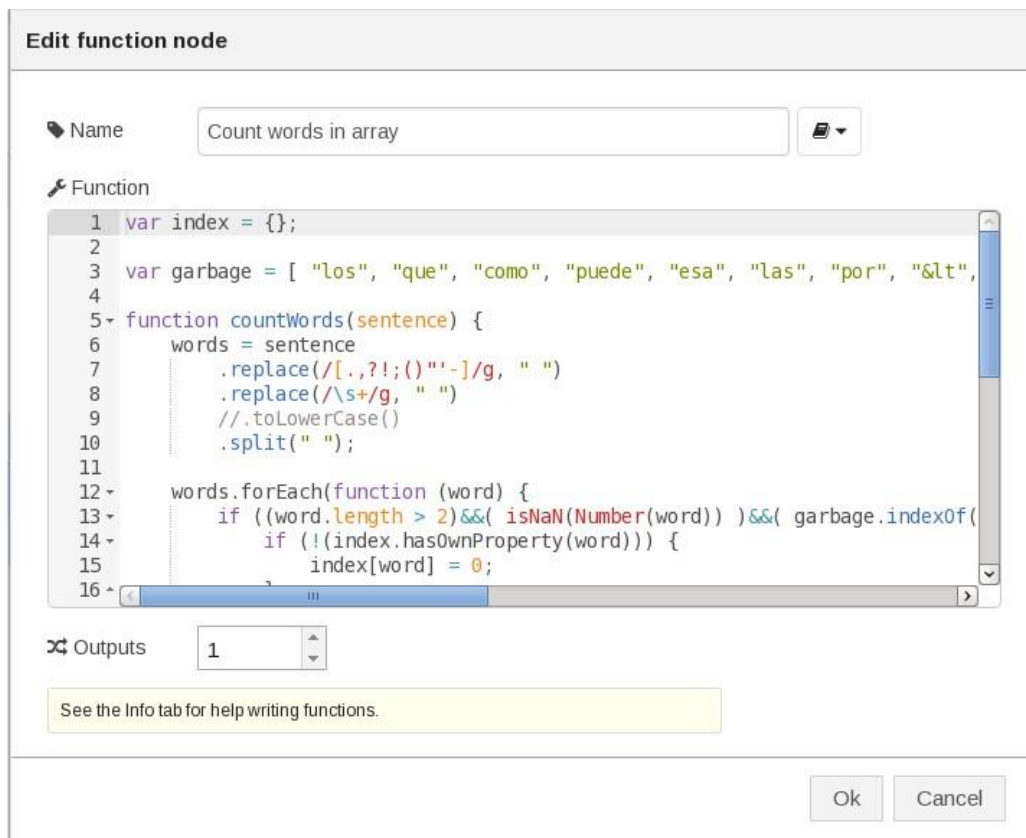 Edit function node
Name
Count words in array
Function
1 var index = {};
2
3 var garbage = [ "los", "que", "como", "puede", "esa", "las", "por", "&lt",
4
5 function countWords(sentence) {
6 words = sentence
7 .replace(/[.,?!;()"'-]/g, " ")
8 .replace(/\s+/g, " ")
9 //.toLowerCase()
10 .split(" ");
11
12 words.forEach(function (word) {
13 if ((word.length > 2)&&( isNaN(Number(word)) )&&( garbage.indexOf(
14 if (!(index.hasOwnProperty(word))) {
15 index[word] = 0;
16
Outputs
1
See the Info tab for help writing functions.
Ok
Cancel